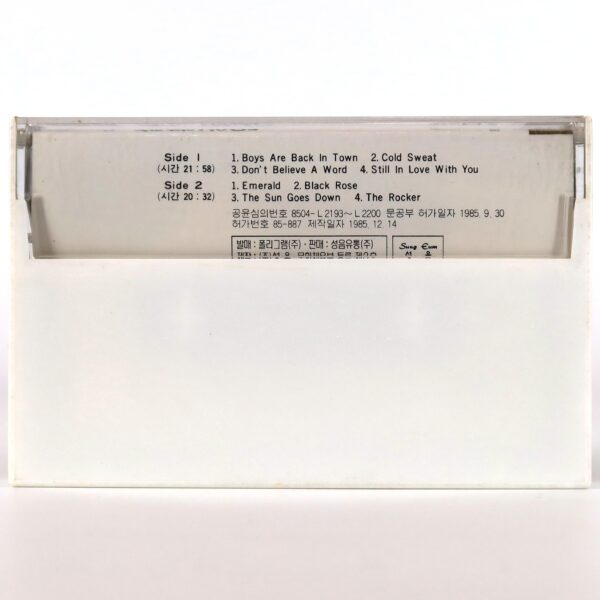 Side 1 1. Boys Are Back In Town 2. Cold Sweat
(시간 21 : 58) 3. Don't Believe A Word 4. Still In Love With You
Side 2 1. Emerald 2. Black Rose
(시간 20 : 32) 3. The Sun Goes Down 4. The Rocker
공윤심의번호 8504-L2193~L2200 문공부 허가일자 1985. 9. 30
허가번호 85-887 제작일자 1985. 12. 14
발매 : 폴리그램(주)·판매 : 성음유통(주)
Sung Eum